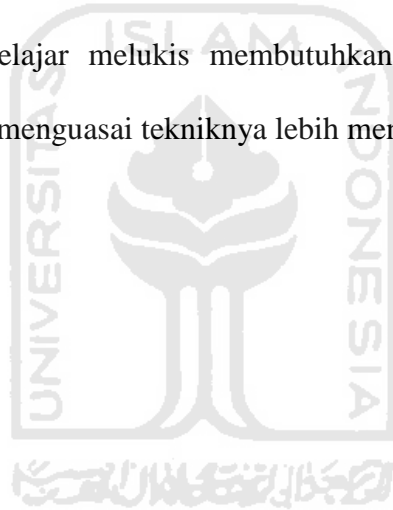 elajar melukis membutuhkan
menguasai tekniknya lebih mer
ISLAM
UNIVERSITAS
INDONESIA